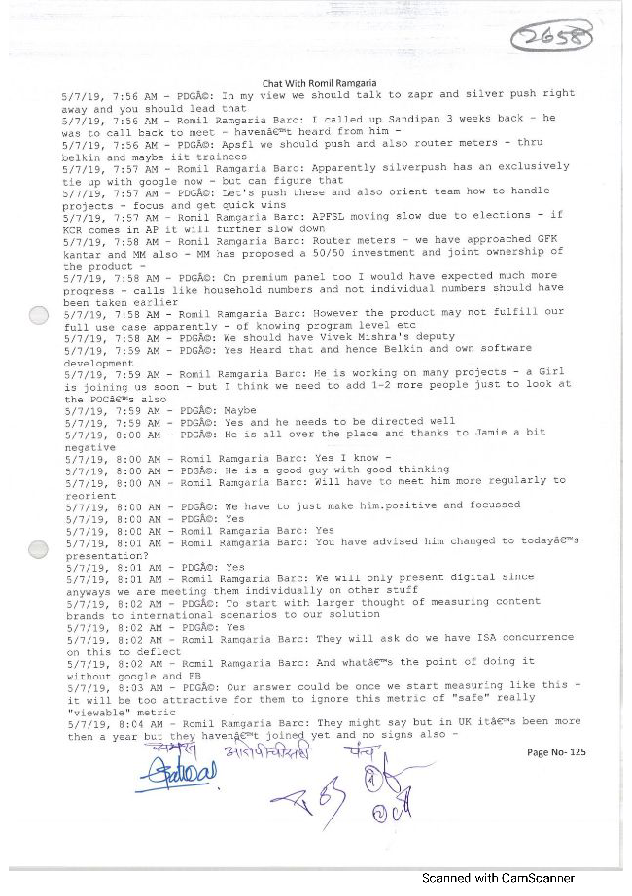 2658
Chat With Romil Ramgaria
5/7/19, 7:56 AM - PDGÂ©: In my view we should talk to zapr and silver push right
away and you should lead that
5/7/19, 7:56 AM - Romil Ramgaria Barc: I called up Sandipan 3 weeks back - he
was to call back to meet - havenâ€™t heard from him -
5/7/19, 7:56 AM - PDGÂ©: Apsfl we should push and also router meters - thru
belkin and maybe iit trainees
5/7/19, 7:57 AM - Romil Ramgaria Barc: Apparently silverpush has an exclusively
tie up with google now - but can figure that
5/7/19, 7:57 AM - PDGÂ©: Let's push these and also orient team how to handle
projects - focus and get quick wins
5/7/19, 7:57 AM - Romil Ramgaria Barc: APFSL moving slow due to elections - if
KCR comes in AP it will further slow down
5/7/19, 7:58 AM - Romil Ramgaria Barc: Router meters - we have approached GFK
kantar and MM also - MM has proposed a 50/50 investment and joint ownership of
the product -
5/7/19, 7:58 AM - PDGÂ©: On premium panel too I would have expected much more
progress - calls like household numbers and not individual numbers should have
been taken earlier
5/7/19, 7:58 AM - Romil Ramgaria Barc: However the product may not fulfill our
full use case apparently - of knowing program level etc
5/7/19, 7:58 AM - PDGÂ©: We should have Vivek Mishra's deputy
5/7/19, 7:59 AM - PDGÂ©: Yes Heard that and hence Belkin and own software
development
5/7/19, 7:59 AM - Romil Ramgaria Barc: He is working on many projects - a Girl
is joining us soon - but I think we need to add 1-2 more people just to look at
the POCâ€™s also
5/7/19, 7:59 AM - PDGÂ©: Maybe
5/7/19, 7:59 AM - PDGÂ©: Yes and he needs to be directed well
5/7/19, 8:00 AM - PDGÂ©: He is all over the place and thanks to Jamie a bit
negative
5/7/19, 8:00 AM - Romil Ramgaria Barc: Yes I know -
5/7/19, 8:00 AM - PDGÂ©: He is a good guy with good thinking
5/7/19, 8:00 AM - Romil Ramgaria Barc: Will have to meet him more regularly to
reorient
5/7/19, 8:00 AM - PDGÂ©: We have to just make him.positive and focussed
5/7/19, 8:00 AM - PDGÂ©: Yes
5/7/19, 8:01 AM - Romil Ramgaria Barc: Yes
5/7/19, 8:01 AM - Romil Ramgaria Barc: You have advised him changed to todayâ€™s
presentation?
5/7/19, 8:01 AM - PDGÂ©: Yes
5/7/19, 8:01 AM - Romil Ramgaria Barc: We will only present digital since
anyways we are meeting them individually on other stuff
5/7/19, 8:02 AM - PDGÂ©: To start with larger thought of measuring content
brands to international scenarios to our solution
5/7/19, 8:02 AM - PDGÂ©: Yes
5/7/19, 8:02 AM - Romil Ramgaria Barc: They will ask do we have ISA concurrence
on this to deflect
5/7/19, 8:02 AM - Romil Ramgaria Barc: And whatâ€™s the point of doing it
without google and FB
5/7/19, 8:03 AM - PDGÂ©: Our answer could be once we start measuring like this -
it will be too attractive for them to ignore this metric of "safe" really
"viewable" metric
5/7/19, 8:04 AM - Romil Ramgaria Barc: They might say but in UK itâ€™s been more
then a year but they havenâ€™t joined yet and no signs also -
पंच
Page No- 125
Scanned with CamScanner